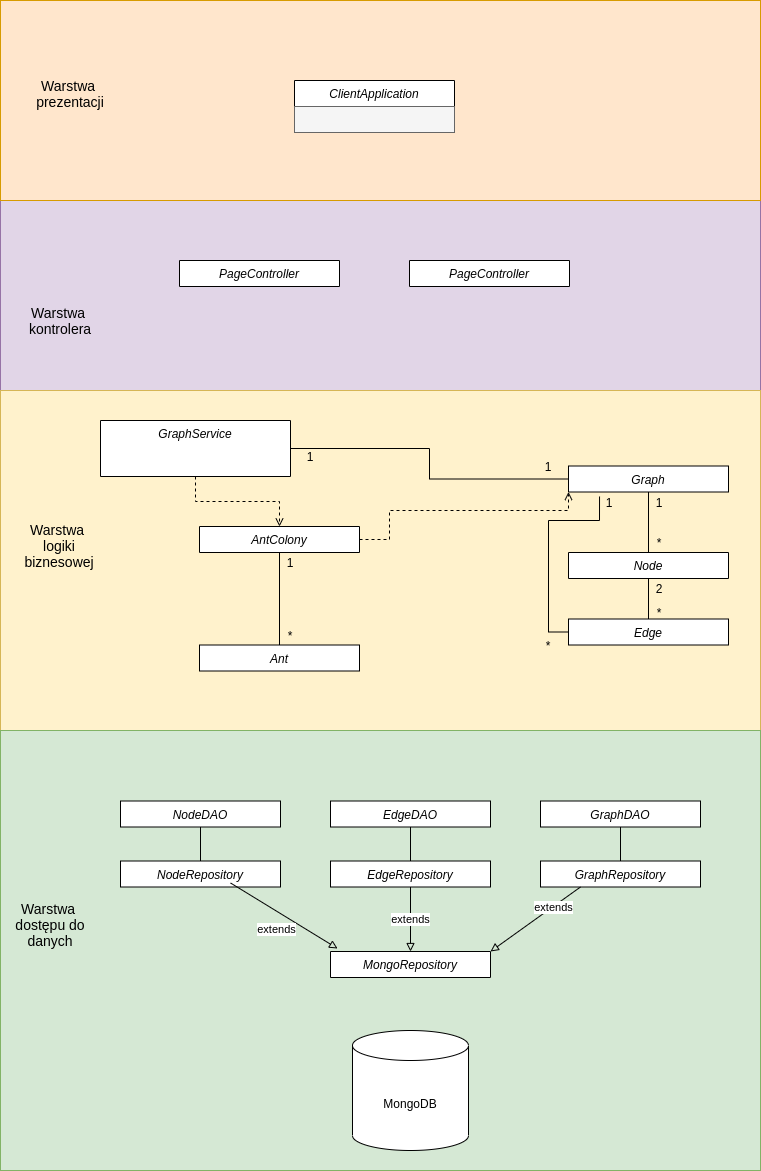 Warstwa
prezentacji
ClientApplication
PageController
PageController
Warstwa
kontrolera
GraphService
1
1
Graph
1
1
Warstwa
logiki
biznesowej
AntColony
1
*
Node
2
*
*
Edge
*
Ant
NodeDAO
EdgeDAO
GraphDAO
NodeRepository
EdgeRepository
GraphRepository
Warstwa
dostępu do
danych
extends
extends
extends
MongoRepository
MongoDB